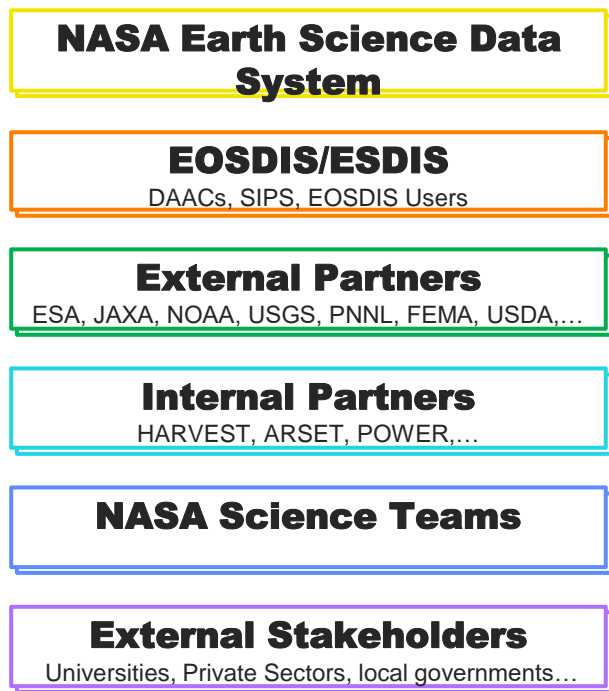 NASA Earth Science Data
System
EOSDIS/ESDIS
DAACs, SIPS, EOSDIS Users
External Partners
ESA, JAXA, NOAA, USGS, PNNL, FEMA, USDA,…
Internal Partners
HARVEST, ARSET, POWER,…
NASA Science Teams
External Stakeholders
Universities, Private Sectors, local governments…